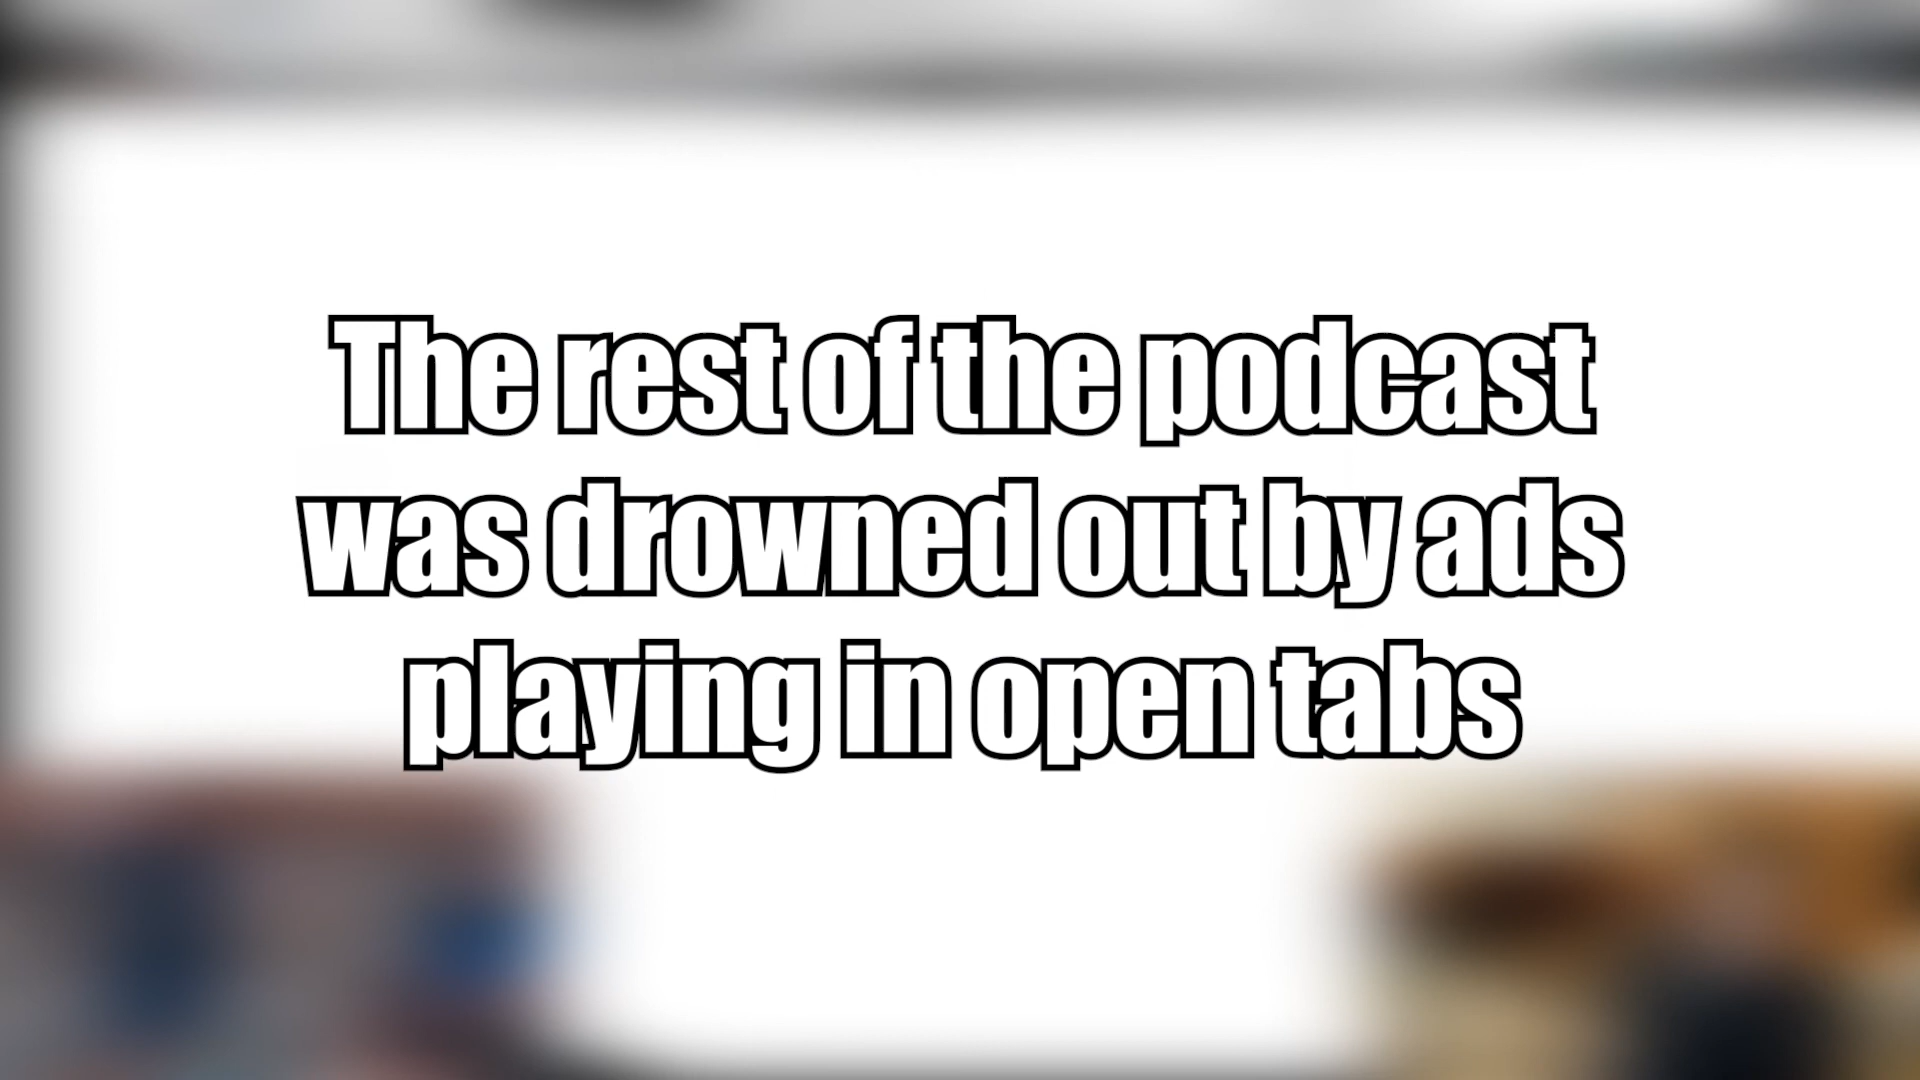 The rest of the podcast
was drowned out by ads
playing in open tabs